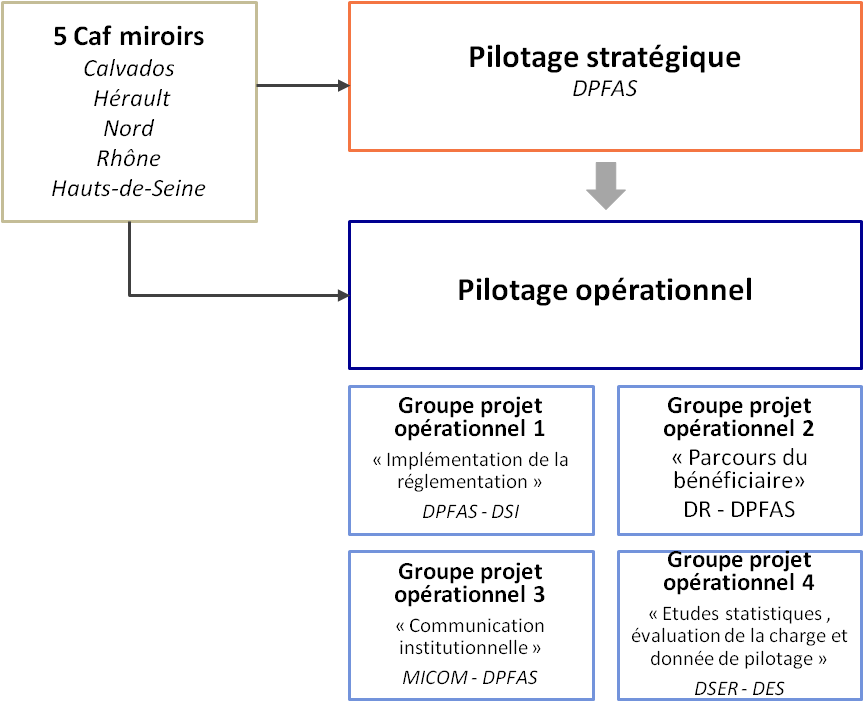 5 Caf miroirs
Calvados
Hérault
Nord
Rhône
Hauts-de-Seine
Pilotage stratégique
DPFAS
Pilotage opérationnel
Groupe projet
opérationnel 1
« Implémentation de la
réglementation »
DPFAS - DSI
Groupe projet
opérationnel 2
« Parcours du
bénéficiaire»
DR - DPFAS
Groupe projet
opérationnel 3
« Communication
institutionnelle »
MICOM - DPFAS
Groupe projet
opérationnel 4
« Etudes statistiques ,
évaluation de la charge et
donnée de pilotage »
DSER - DES